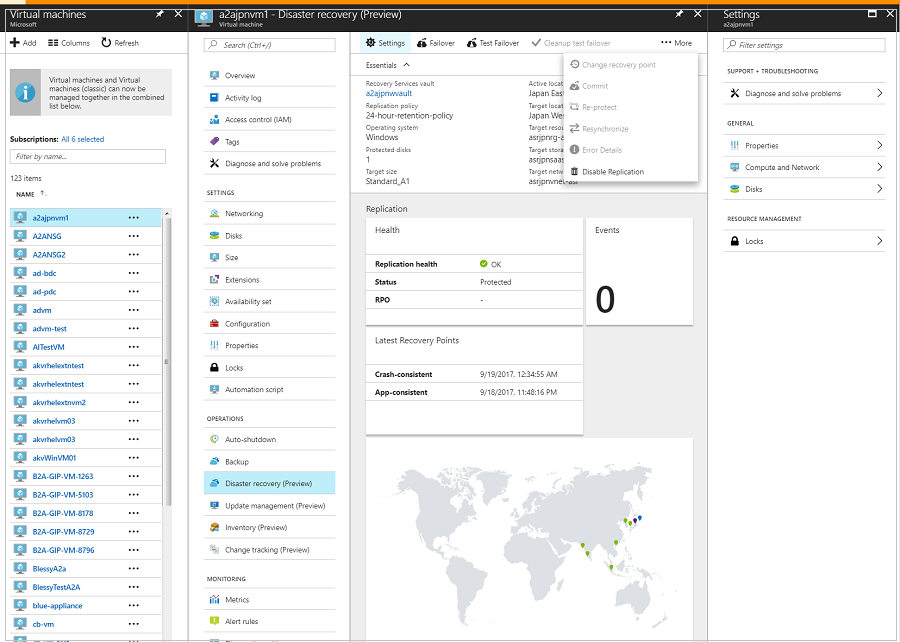 Virtual machines
Microsoft
Add
Columns
Refresh
Virtual machines and Virtual
machines (classic) can now be
managed together in the combined
list below.
Subscriptions: All 6 selected
Filter by name...
123 items
NAME
a2ajpnvm1
A2ANSG
A2ANSG2
ad-bdc
ad-pdc
advm
advm-test
AITestVM
akvrhelextntest
akvrhelextntest
akvrhelextnvm2
akvrhelvm03
akvrhelvm03
akvWinVM01
B2A-GIP-VM-1263
B2A-GIP-VM-5103
B2A-GIP-VM-8178
B2A-GIP-VM-8729
B2A-GIP-VM-8796
BlessyA2a
BlessyTestA2A
blue-appliance
cb-vm
a2ajpnvm1 - Disaster recovery (Preview)
Virtual machine
Search (Ctrl+/)
Overview
Activity log
Access control (IAM)
Tags
Diagnose and solve problems
SETTINGS
Networking
Disks
Size
Extensions
Availability set
Configuration
Properties
Locks
Automation script
OPERATIONS
Auto-shutdown
Backup
Disaster recovery (Preview)
Update management (Preview)
Inventory (Preview)
Change tracking (Preview)
MONITORING
Metrics
Alert rules
Settings
Failover
Test Failover
Cleanup test failover
More
Change recovery point
Commit
Re-protect
Resynchronize
Error Details
Disable Replication
Essentials
Recovery Services vault
a2ajpnwvault
Replication policy
24-hour-retention-policy
Operating system
Windows
Protected disks
1
Target size
Standard_A1
Active locat
Japan East
Target locat
Japan Wes
Target resou
asrjpnrg-a
Target stora
asrjpnsaas
Target netw
asrjpnvnet-asr
Replication
Health
Replication health OK
Status Protected
RPO -
Events
0
Latest Recovery Points
Crash-consistent 9/19/2017, 12:34:55 AM
App-consistent 9/18/2017, 11:48:16 PM
Settings
a2ajpnvm1
Filter settings
SUPPORT + TROUBLESHOOTING
Diagnose and solve problems
GENERAL
Properties
Compute and Network
Disks
RESOURCE MANAGEMENT
Locks